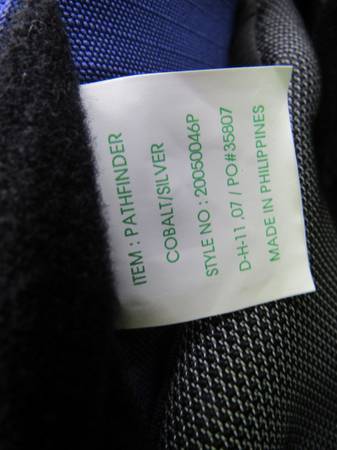 ITEM : PATHFINDER
COBALT/SILVER
STYLE NO : 20050046P
D-H-11 .07 / PO#35807
MADE IN PHILIPPINES